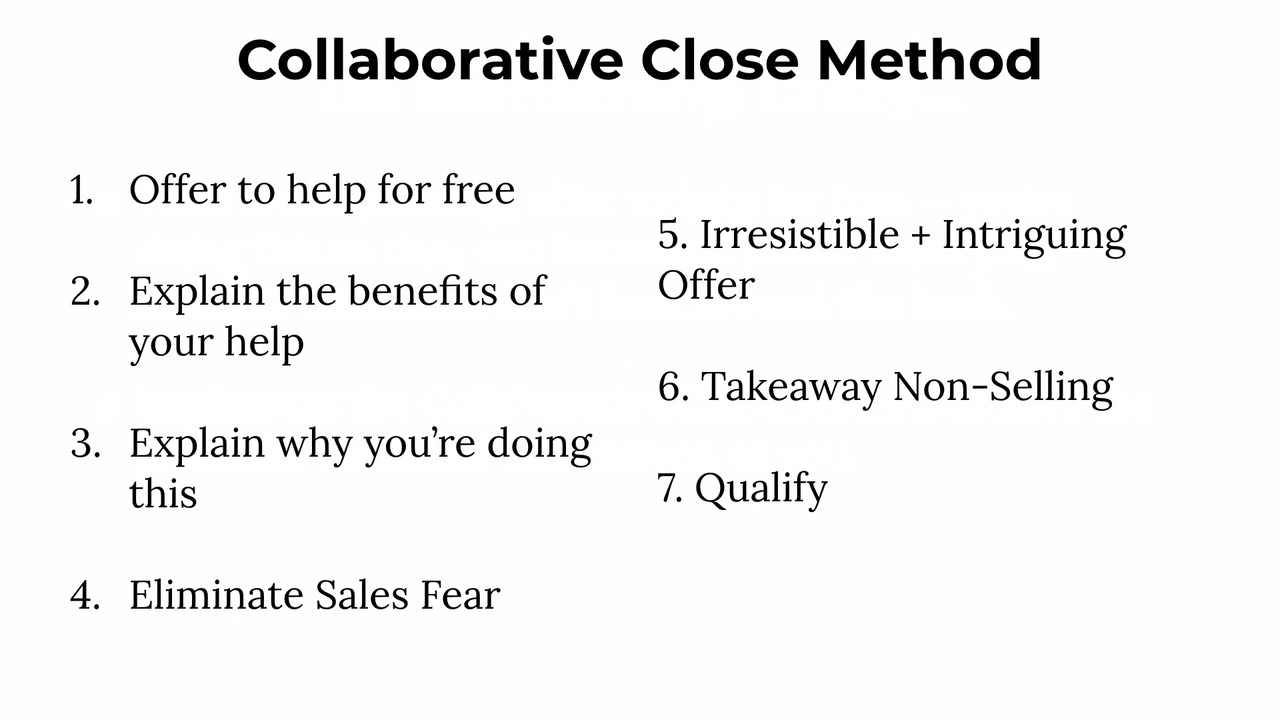 Collaborative Close Method
1. Offer to help for free
2. Explain the benefits of
your help
3. Explain why you’re doing
this
4. Eliminate Sales Fear
5. Irresistible + Intriguing
Offer
6. Takeaway Non-Selling
7. Qualify